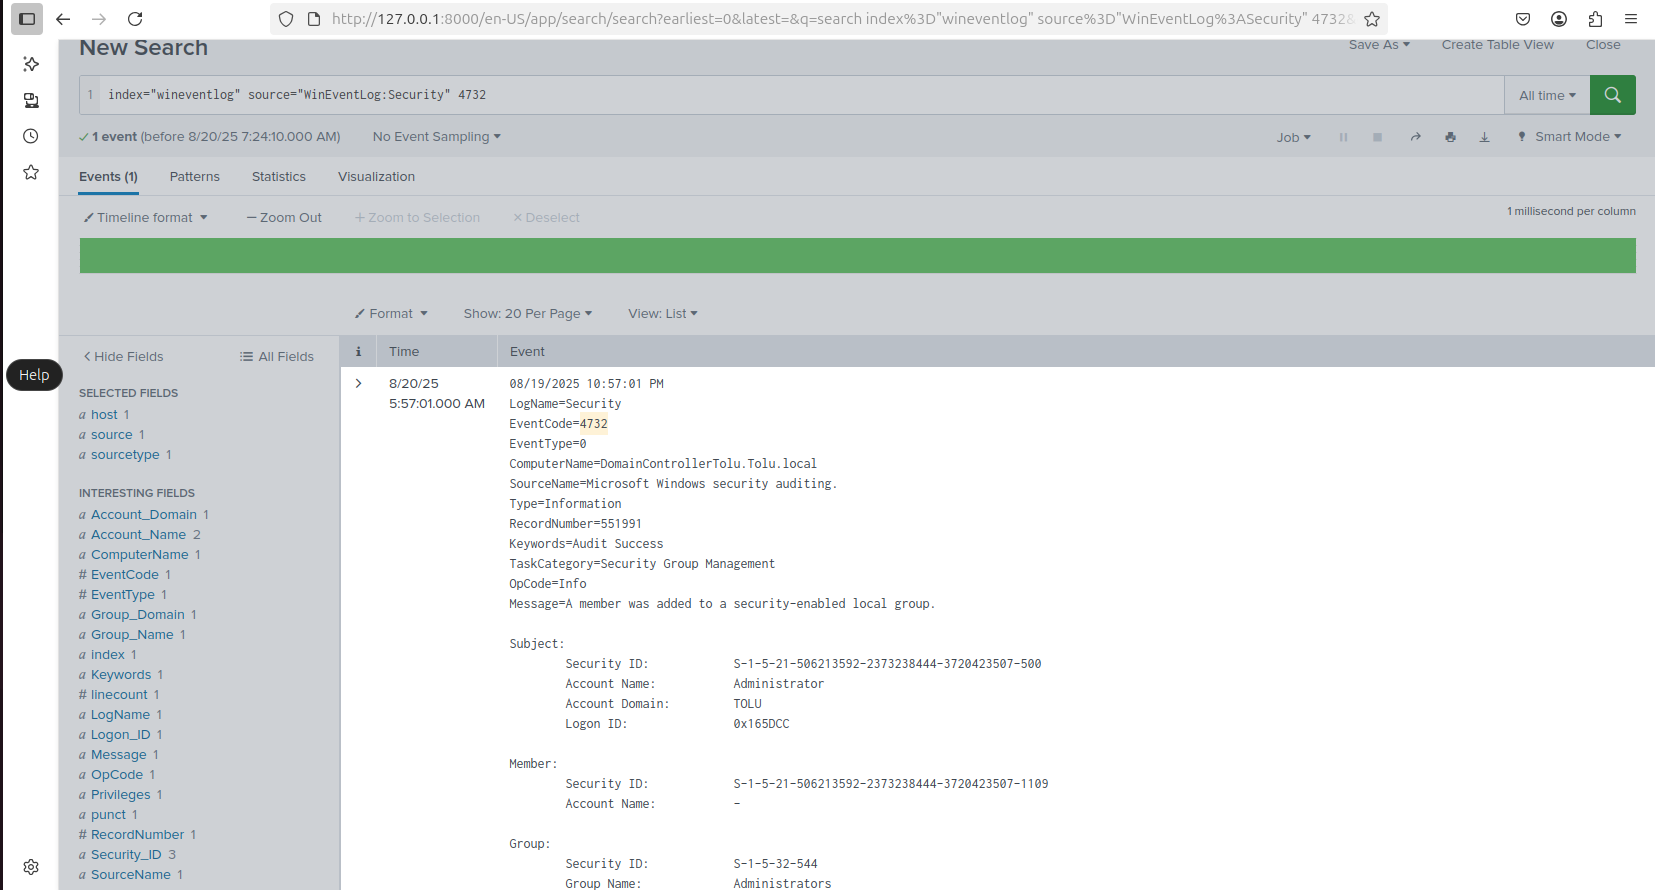 http://127.0.0.1:8000/en-US/app/search/search?earliest=0&latest=&q=search index%3D"wineventlog" source%3D"WinEventLog%3ASecurity" 4732&
New Search
Save As
Create Table View
Close
1 index="wineventlog" source="WinEventLog:Security" 4732
All time
1 event (before 8/20/25 7:24:10.000 AM)
No Event Sampling
Job
Smart Mode
Events (1)
Patterns
Statistics
Visualization
Timeline format
Zoom Out
Zoom to Selection
Deselect
1 millisecond per column
Format
Show: 20 Per Page
View: List
Hide Fields
All Fields
i
Time
Event
Help
SELECTED FIELDS
a host 1
a source 1
a sourcetype 1
INTERESTING FIELDS
a Account_Domain 1
a Account_Name 2
a ComputerName 1
# EventCode 1
# EventType 1
a Group_Domain 1
a Group_Name 1
a index 1
a Keywords 1
# linecount 1
a LogName 1
a Logon_ID 1
a Message 1
a OpCode 1
a Privileges 1
a punct 1
# RecordNumber 1
a Security_ID 3
a SourceName 1
8/20/25
5:57:01.000 AM
08/19/2025 10:57:01 PM
LogName=Security
EventCode=4732
EventType=0
ComputerName=DomainControllerTolu.Tolu.local
SourceName=Microsoft Windows security auditing.
Type=Information
RecordNumber=551991
Keywords=Audit Success
TaskCategory=Security Group Management
OpCode=Info
Message=A member was added to a security-enabled local group.
Subject:
Security ID: S-1-5-21-506213592-2373238444-3720423507-500
Account Name: Administrator
Account Domain: TOLU
Logon ID: 0x165DCC
Member:
Security ID: S-1-5-21-506213592-2373238444-3720423507-1109
Account Name: -
Group:
Security ID: S-1-5-32-544
Group Name: Administrators